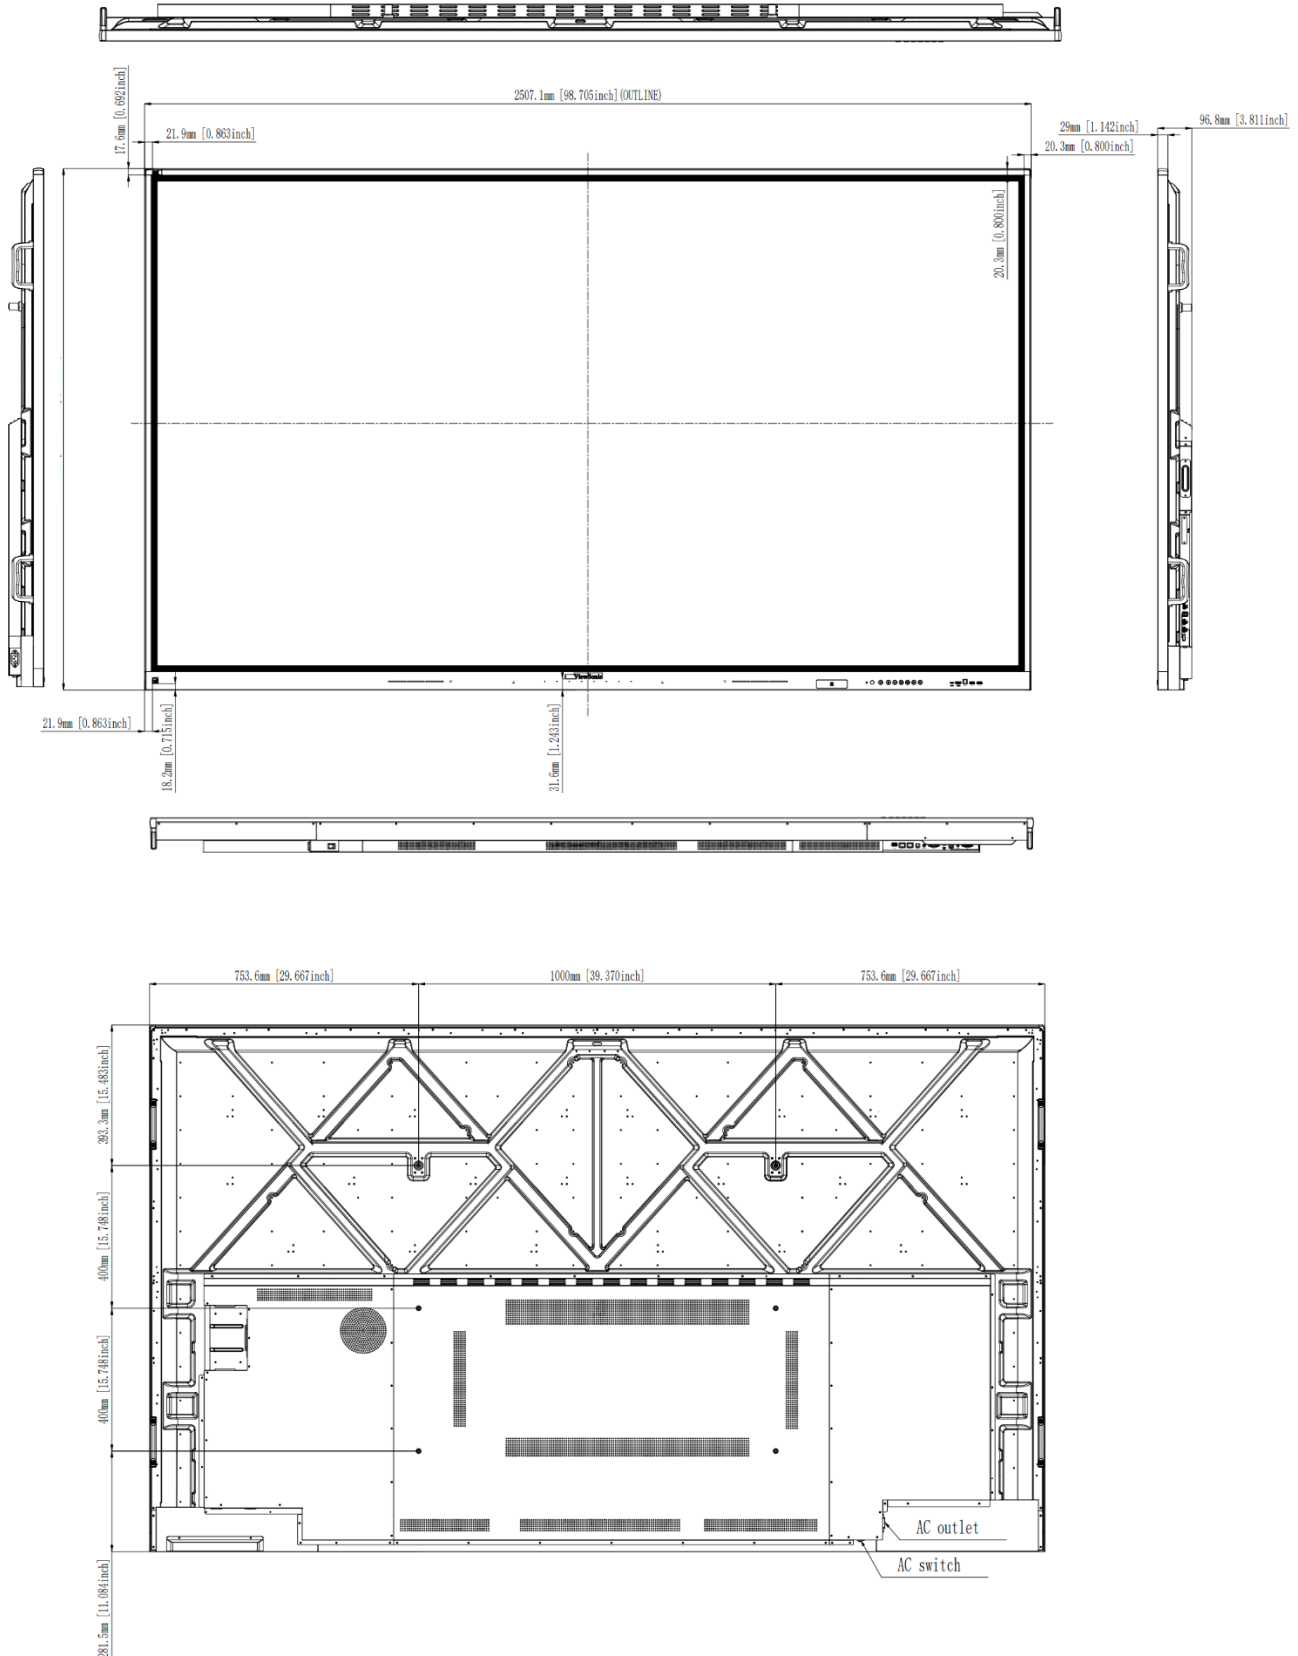 2507.1mm [98.705inch](OUTLINE)
17.6mm [0.692inch]
21.9mm [0.863inch]
29mm [1.142inch]
96.8mm [3.811inch]
20.3mm [0.800inch]
20.3mm [0.800inch]
ViewSonic
21.9mm [0.863inch]
18.2mm [0.715inch]
31.6mm [1.243inch]
753.6mm [29.667inch]
1000mm [39.370inch]
753.6mm [29.667inch]
393.3mm [15.483inch]
400mm [15.748inch]
400mm [15.748inch]
281.5mm [11.084inch]
AC outlet
AC switch